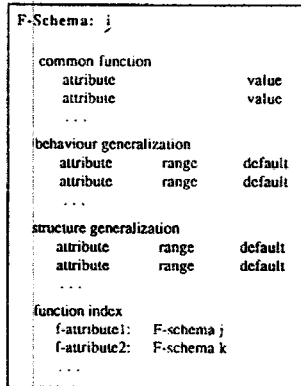 F-Schema: i
common function
attribute value
attribute value
...
behaviour generalization
attribute range default
attribute range default
...
structure generalization
attribute range default
attribute range default
...
function index
f-attribute1: F-schema j
f-attribute2: F-schema k
...